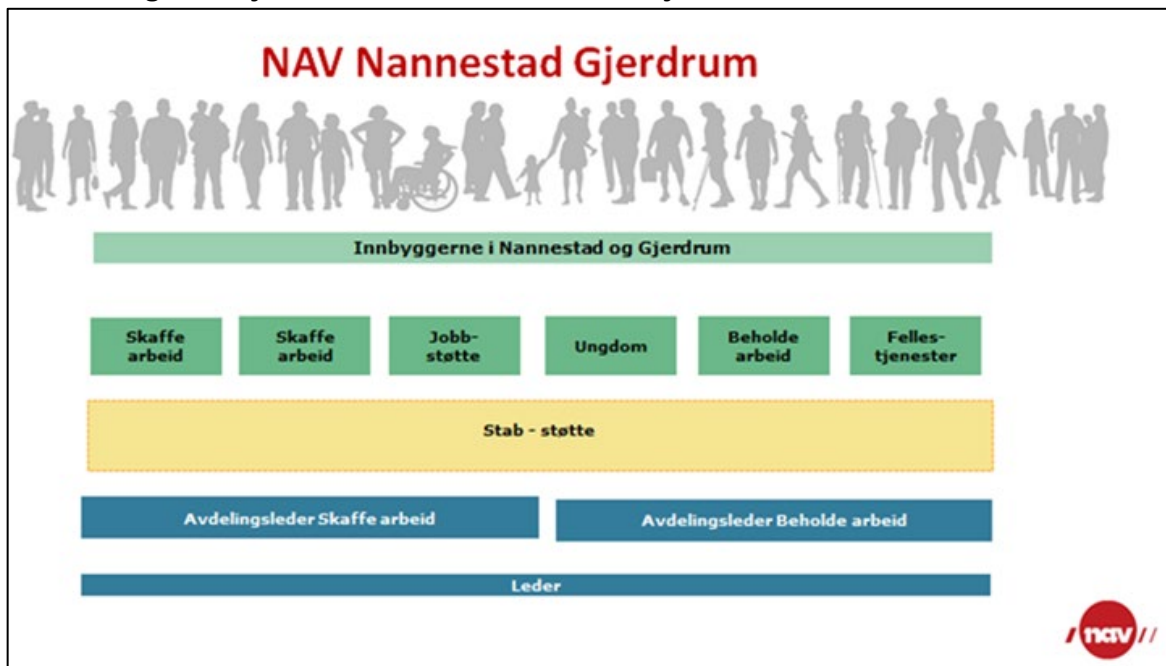 NAV Nannestad Gjerdrum
Innbyggerne i Nannestad og Gjerdrum
Skaffe
arbeid
Skaffe
arbeid
Jobb-
støtte
Ungdom
Beholde
arbeid
Felles-
tjenester
Stab - støtte
Avdelingsleder Skaffe arbeid
Avdelingsleder Beholde arbeid
Leder
nav